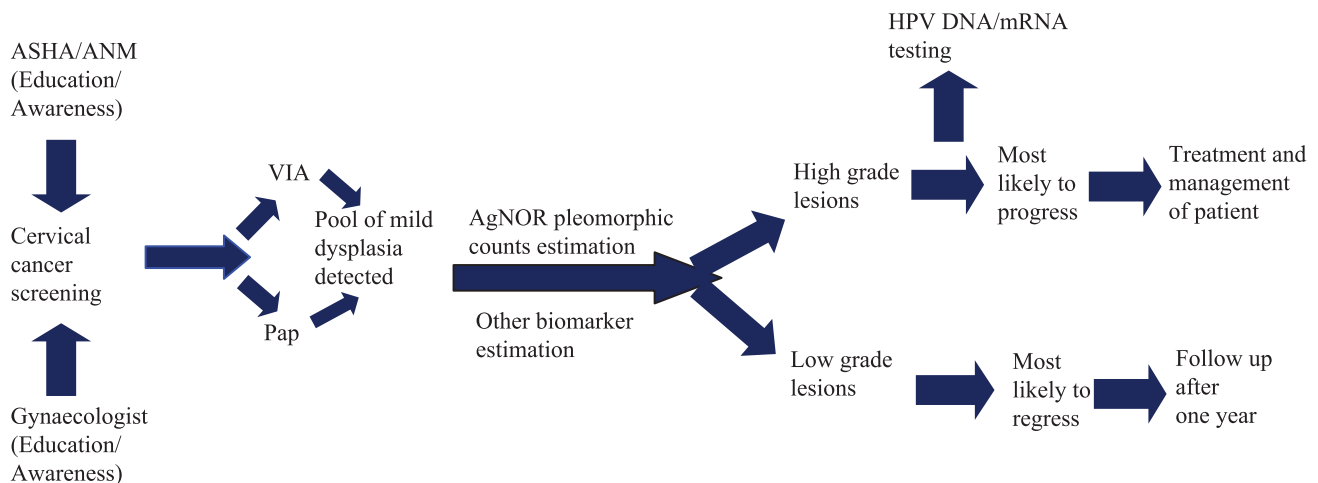 ASHA/ANM
(Education/
Awareness)
Cervical
cancer
screening
Gynaecologist
(Education/
Awareness)
VIA
Pap
Pool of mild
dysplasia
detected
AgNOR pleomorphic
counts estimation
Other biomarker
estimation
HPV DNA/mRNA
testing
High grade
lesions
Most
likely to
progress
Treatment and
management
of patient
Low grade
lesions
Most
likely to
regress
Follow up
after
one year